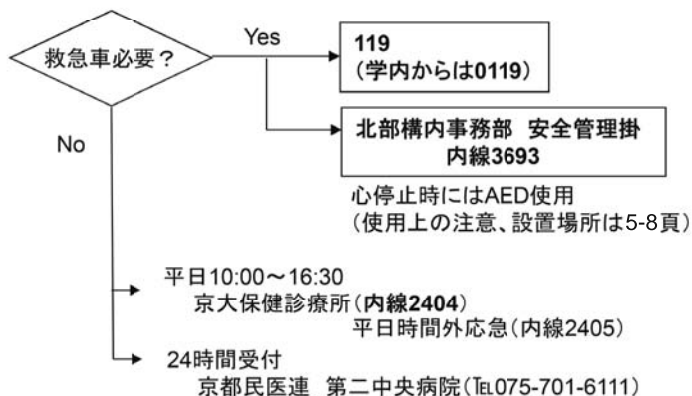 救急車必要？
Yes
119
(学内からは0119)
北部構内事務部 安全管理掛
内線3693
No
心停止時にはAED使用
(使用上の注意、設置場所は5-8頁)
平日10:00～16:30
京大保健診療所(内線2404)
平日時間外応急(内線2405)
24時間受付
京都民医連 第二中央病院(℡075-701-6111)